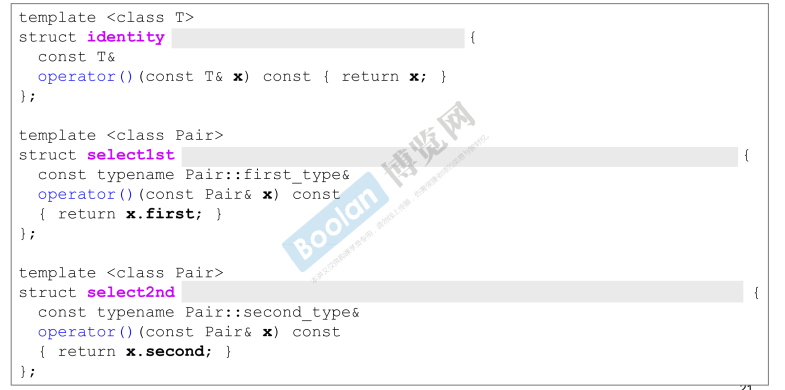 template <class T>
struct identity {
  const T&
  operator()(const T& x) const { return x; }
};
template <class Pair>
struct select1st {
  const typename Pair::first_type&
  operator()(const Pair& x) const
  { return x.first; }
};
template <class Pair>
struct select2nd {
  const typename Pair::second_type&
  operator()(const Pair& x) const
  { return x.second; }
};
Boolan 博览网
21